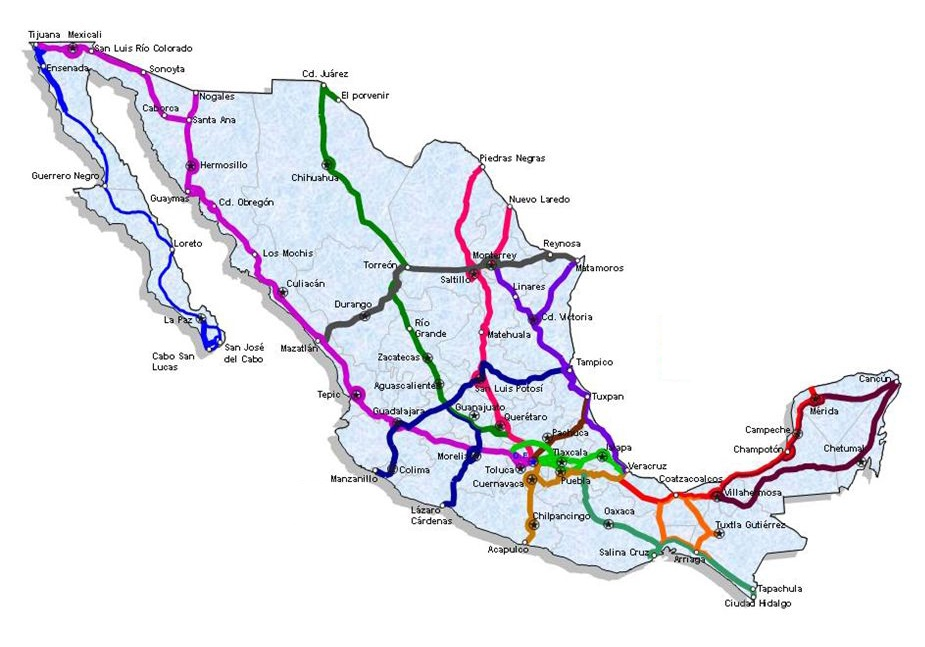 Tijuana Mexicali
San Luis Río Colorado
Ensenada
Sonoyta
Cd. Juárez
El porvenir
Nogales
Caborca
Santa Ana
Hermosillo
Chihuahua
Piedras Negras
Guerrero Negro
Guaymas
Cd. Obregón
Nuevo Laredo
Loreto
Los Mochis
Torreón
Monterrey
Reynosa
Matamoros
Saltillo
Culiacán
Linares
Durango
La Paz
Cd. Victoria
Río
Grande
Matehuala
Mazatlán
San José
del Cabo
Cabo San
Lucas
Zacatecas
Tampico
Tepic
Aguascalientes
San Luis Potosí
Tuxpan
Cancún
Guadalajara
Guanajuato
Querétaro
Mérida
Pachuca
Campeche
Morelia
Tlaxcala
Xalapa
Champotón
Chetumal
Manzanillo
Colima
Toluca
Veracruz
Cuernavaca
Puebla
Coatzacoalcos
Villahermosa
Lázaro
Cárdenas
Chilpancingo
Oaxaca
Tuxtla Gutiérrez
Acapulco
Salina Cruz
Arriaga
Tapachula
Ciudad Hidalgo